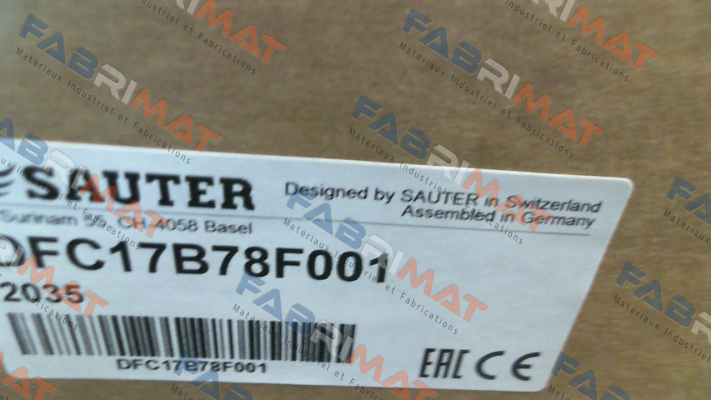 SAUTER
Designed by SAUTER in Switzerland
Assembled in Germany
CH 4058 Basel
DFC17B78F001
2035
DFC17B78F001
EAC CE
FABRIMAT
Materiaux Industriel et Fabrications